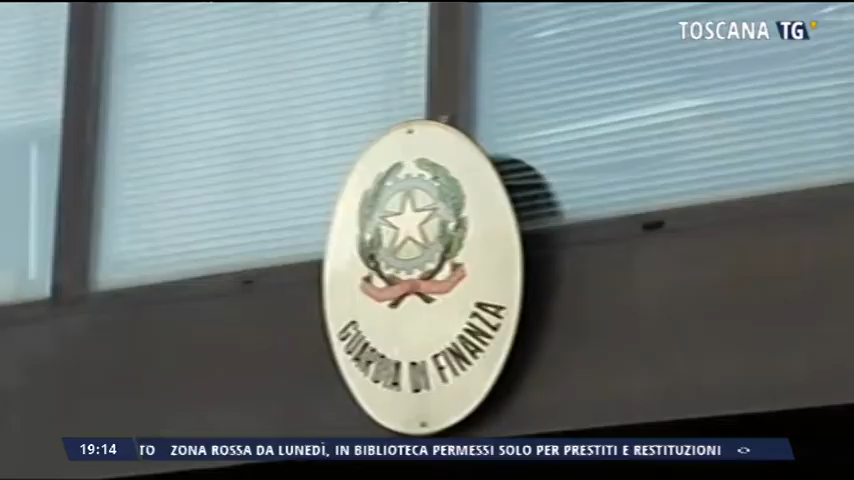 TOSCANA TG
GUARDIA DI FINANZA
19:14
TO ZONA ROSSA DA LUNEDÌ, IN BIBLIOTECA PERMESSI SOLO PER PRESTITI E RESTITUZIONI